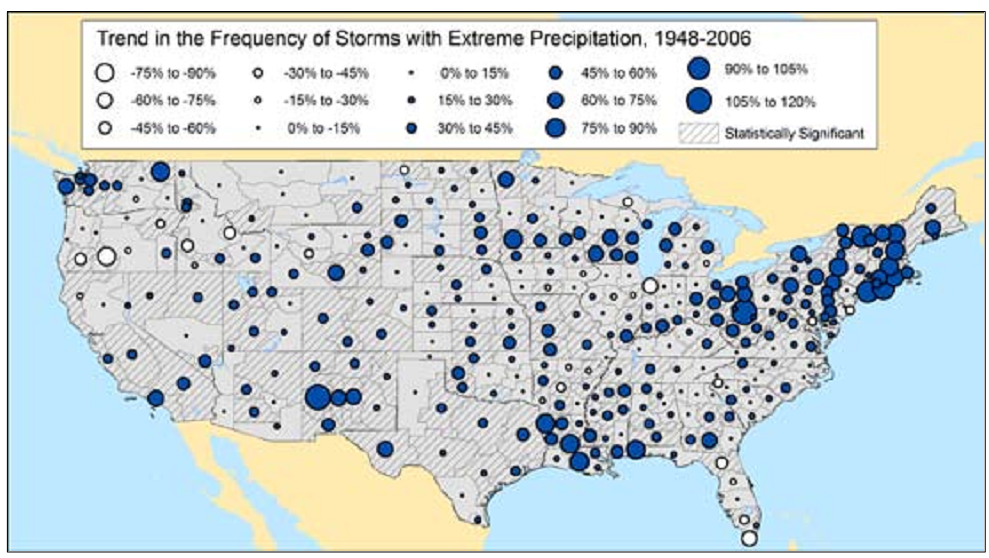 Trend in the Frequency of Storms with Extreme Precipitation, 1948-2006
-75% to -90% -30% to -45% 0% to 15% 45% to 60% 90% to 105%
-60% to -75% -15% to -30% 15% to 30% 60% to 75% 105% to 120%
-45% to -60% 0% to -15% 30% to 45% 75% to 90% Statistically Significant